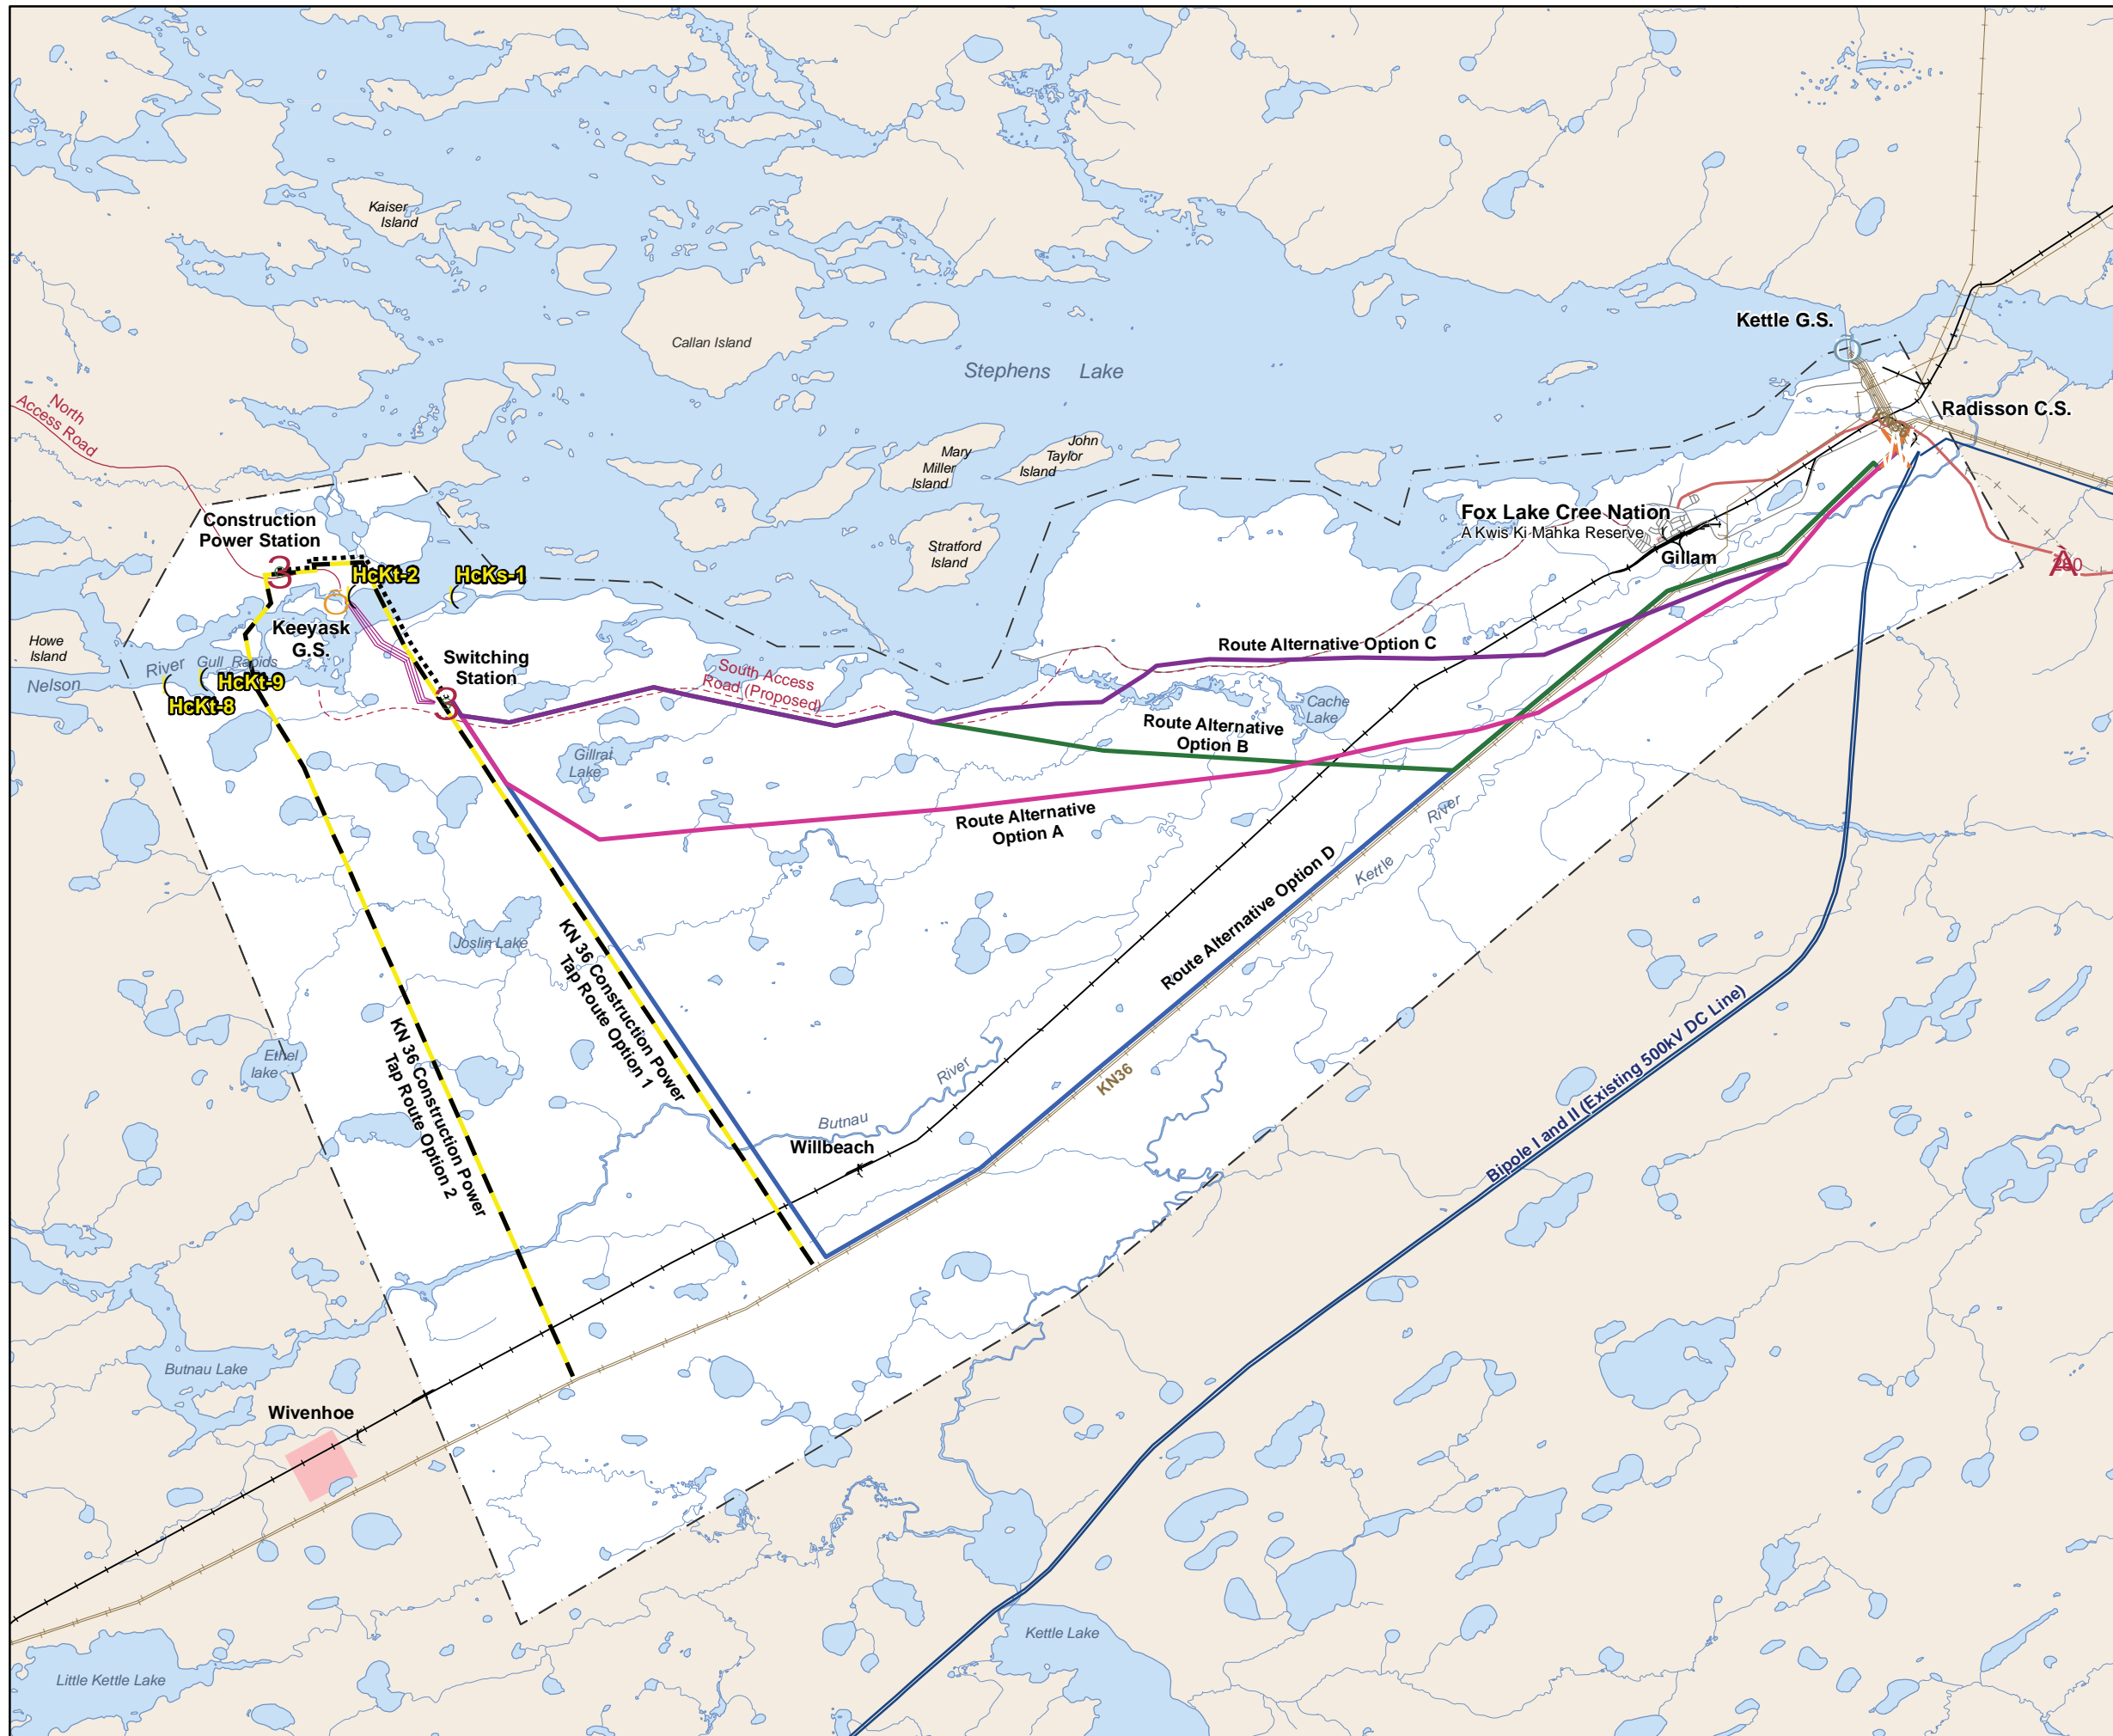 Kaiser
Island
Callan Island
Stephens Lake
Kettle G.S.
Radisson C.S.
North
Access Road
Mary
Miller
Island
John
Taylor
Island
Stratford
Island
Construction
Power Station
3
HcKt-2
HcKs-1
Fox Lake Cree Nation
A Kwis Ki Mahka Reserve
Gillam
280
Howe
Island
Keeyask
G.S.
River
Gull Rapids
Nelson
HcKt-9
HcKt-8
Switching
Station
3
South Access
Road (Proposed)
Route Alternative Option C
Cache
Lake
Route Alternative
Option B
Gillrat
Lake
Route Alternative
Option A
River
Kettle
Route Alternative Option D
Joslin Lake
KN 36 Construction Power
Tap Route Option 1
KN 36 Construction Power
Tap Route Option 2
Ethel
lake
River
Butnau
KN36
Willbeach
Bipole I and II (Existing 500kV DC Line)
Butnau Lake
Wivenhoe
Kettle Lake
Little Kettle Lake